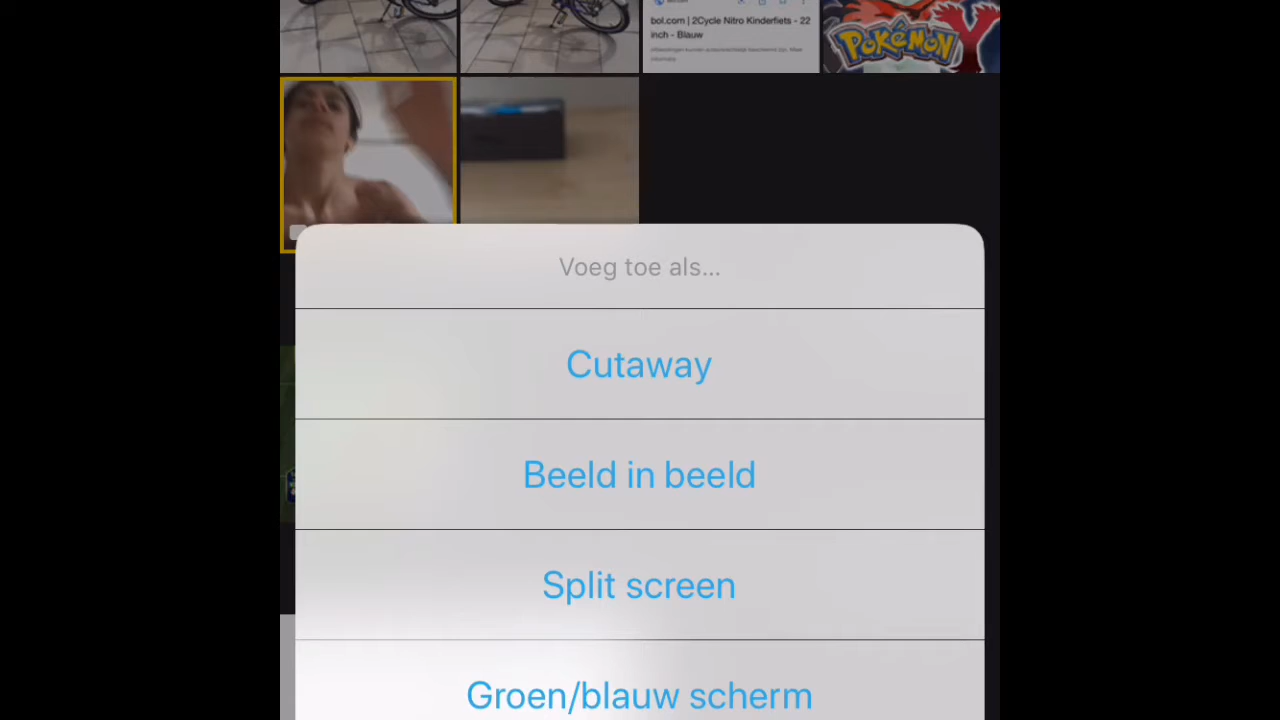 bol.com | 2Cycle Nitro Kinderfiets - 22
inch - Blauw
POKÉMON
Y
Voeg toe als...
Cutaway
Beeld in beeld
Split screen
Groen/blauw scherm